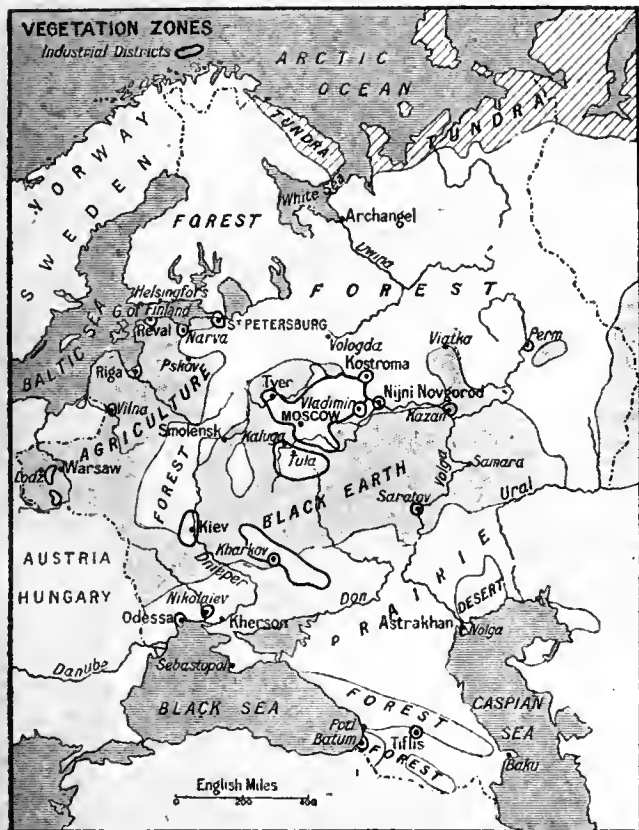 VEGETATION ZONES
Industrial Districts
ARCTIC
OCEAN
TUNDRA
TUNDRA
NORWAY
SWEDEN
White Sea
Archangel
FOREST
Dwina
FOREST
Helsingfors
G. of Finland
ST PETERSBURG
Reval
Narva
BALTIC SEA
Vologda
Viatka
Perm
Pskov
Kostroma
Riga
Tver
Nijni Novgorod
Vladimir
MOSCOW
Kazan
Vilna
AGRICULTURE
Smolensk
Kaluga
Tula
Warsaw
Lodz
FOREST
BLACK EARTH
Volga
Samara
Saratov
Ural
Kiev
Kharkov
AUSTRIA
HUNGARY
Dnieper
PRAIRIE
Nikolaiev
Don
DESERT
Odessa
Kherson
Astrakhan
Volga
Danube
Sebastopol
BLACK SEA
FOREST
CASPIAN
SEA
Poti
Batum
Tiflis
FOREST
Baku
English Miles
0 200 400